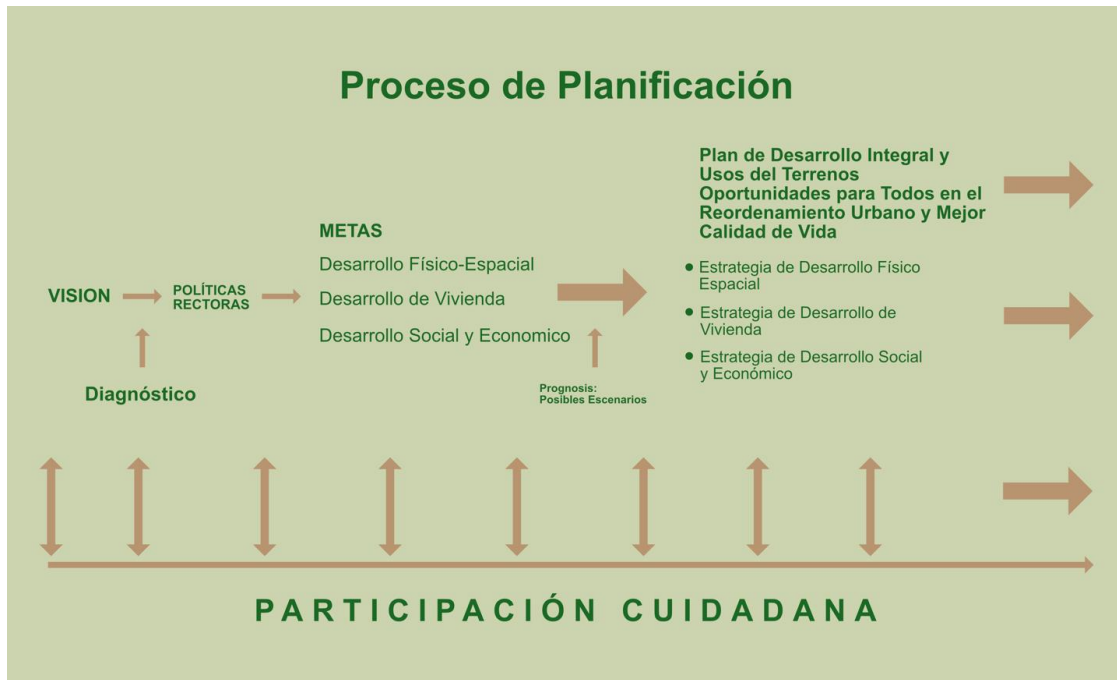 Proceso de Planificación
VISION
POLÍTICAS
RECTORAS
Diagnóstico
METAS
Desarrollo Físico-Espacial
Desarrollo de Vivienda
Desarrollo Social y Economico
Prognosis:
Posibles Escenarios
Plan de Desarrollo Integral y
Usos del Terrenos
Oportunidades para Todos en el
Reordenamiento Urbano y Mejor
Calidad de Vida
● Estrategia de Desarrollo Físico
Espacial
● Estrategia de Desarrollo de
Vivienda
● Estrategia de Desarrollo Social
y Económico
PARTICIPACIÓN CUIDADANA